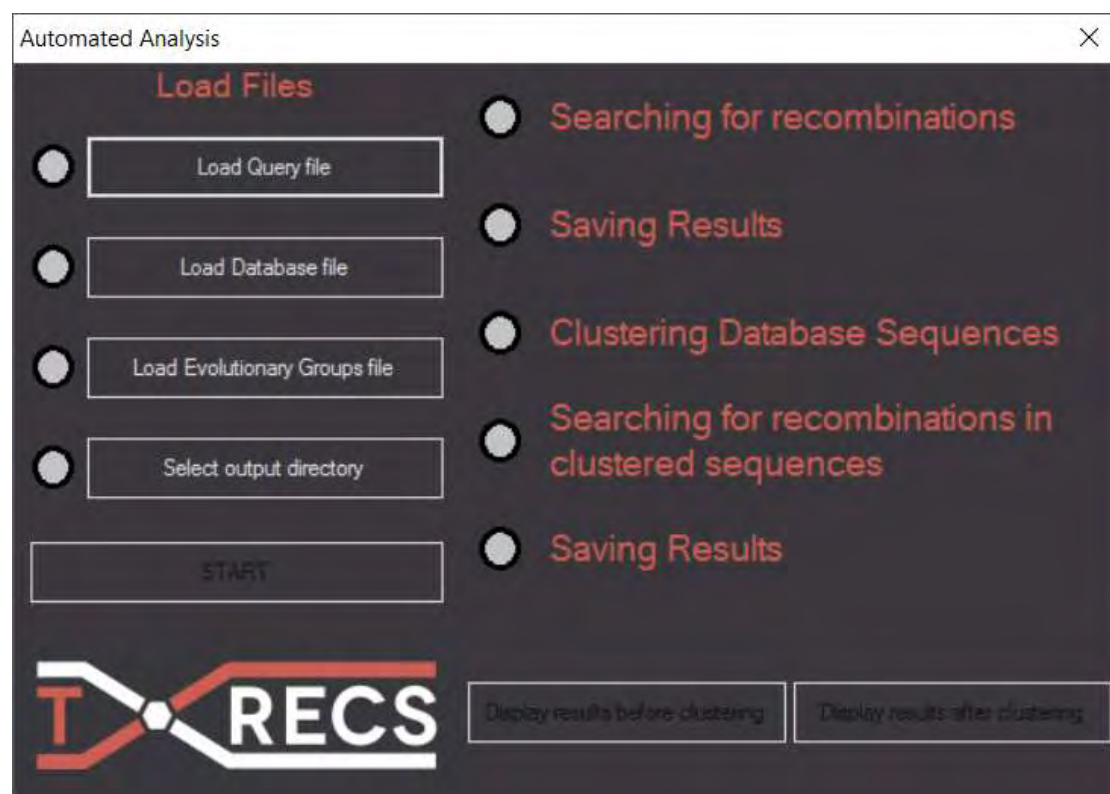 Automated Analysis
Load Files
Load Query file
Load Database file
Load Evolutionary Groups file
Select output directory
START
Searching for recombinations
Saving Results
Clustering Database Sequences
Searching for recombinations in
clustered sequences
Saving Results
T RECS
Display results before clustering
Display results after clustering